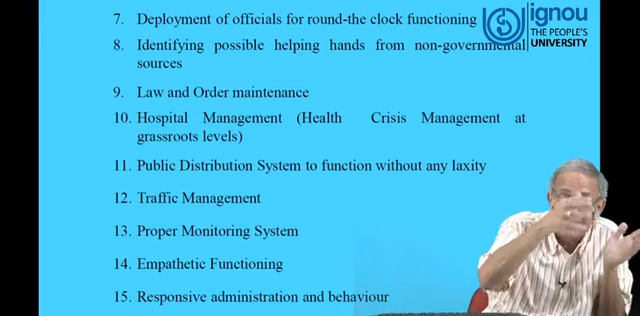 7. Deployment of officials for round-the clock functioning
8. Identifying possible helping hands from non-governmental
sources
9. Law and Order maintenance
10. Hospital Management (Health Crisis Management at
grassroots levels)
11. Public Distribution System to function without any laxity
12. Traffic Management
13. Proper Monitoring System
14. Empathetic Functioning
15. Responsive administration and behaviour
ignou
THE PEOPLE'S
UNIVERSITY